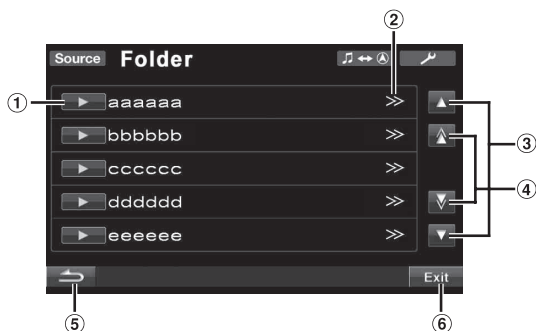 ②
Source Folder
① aaaaaa
bbbbbb
cccccc
dddddd
eeeeee
③
④
Exit
⑤ ⑥